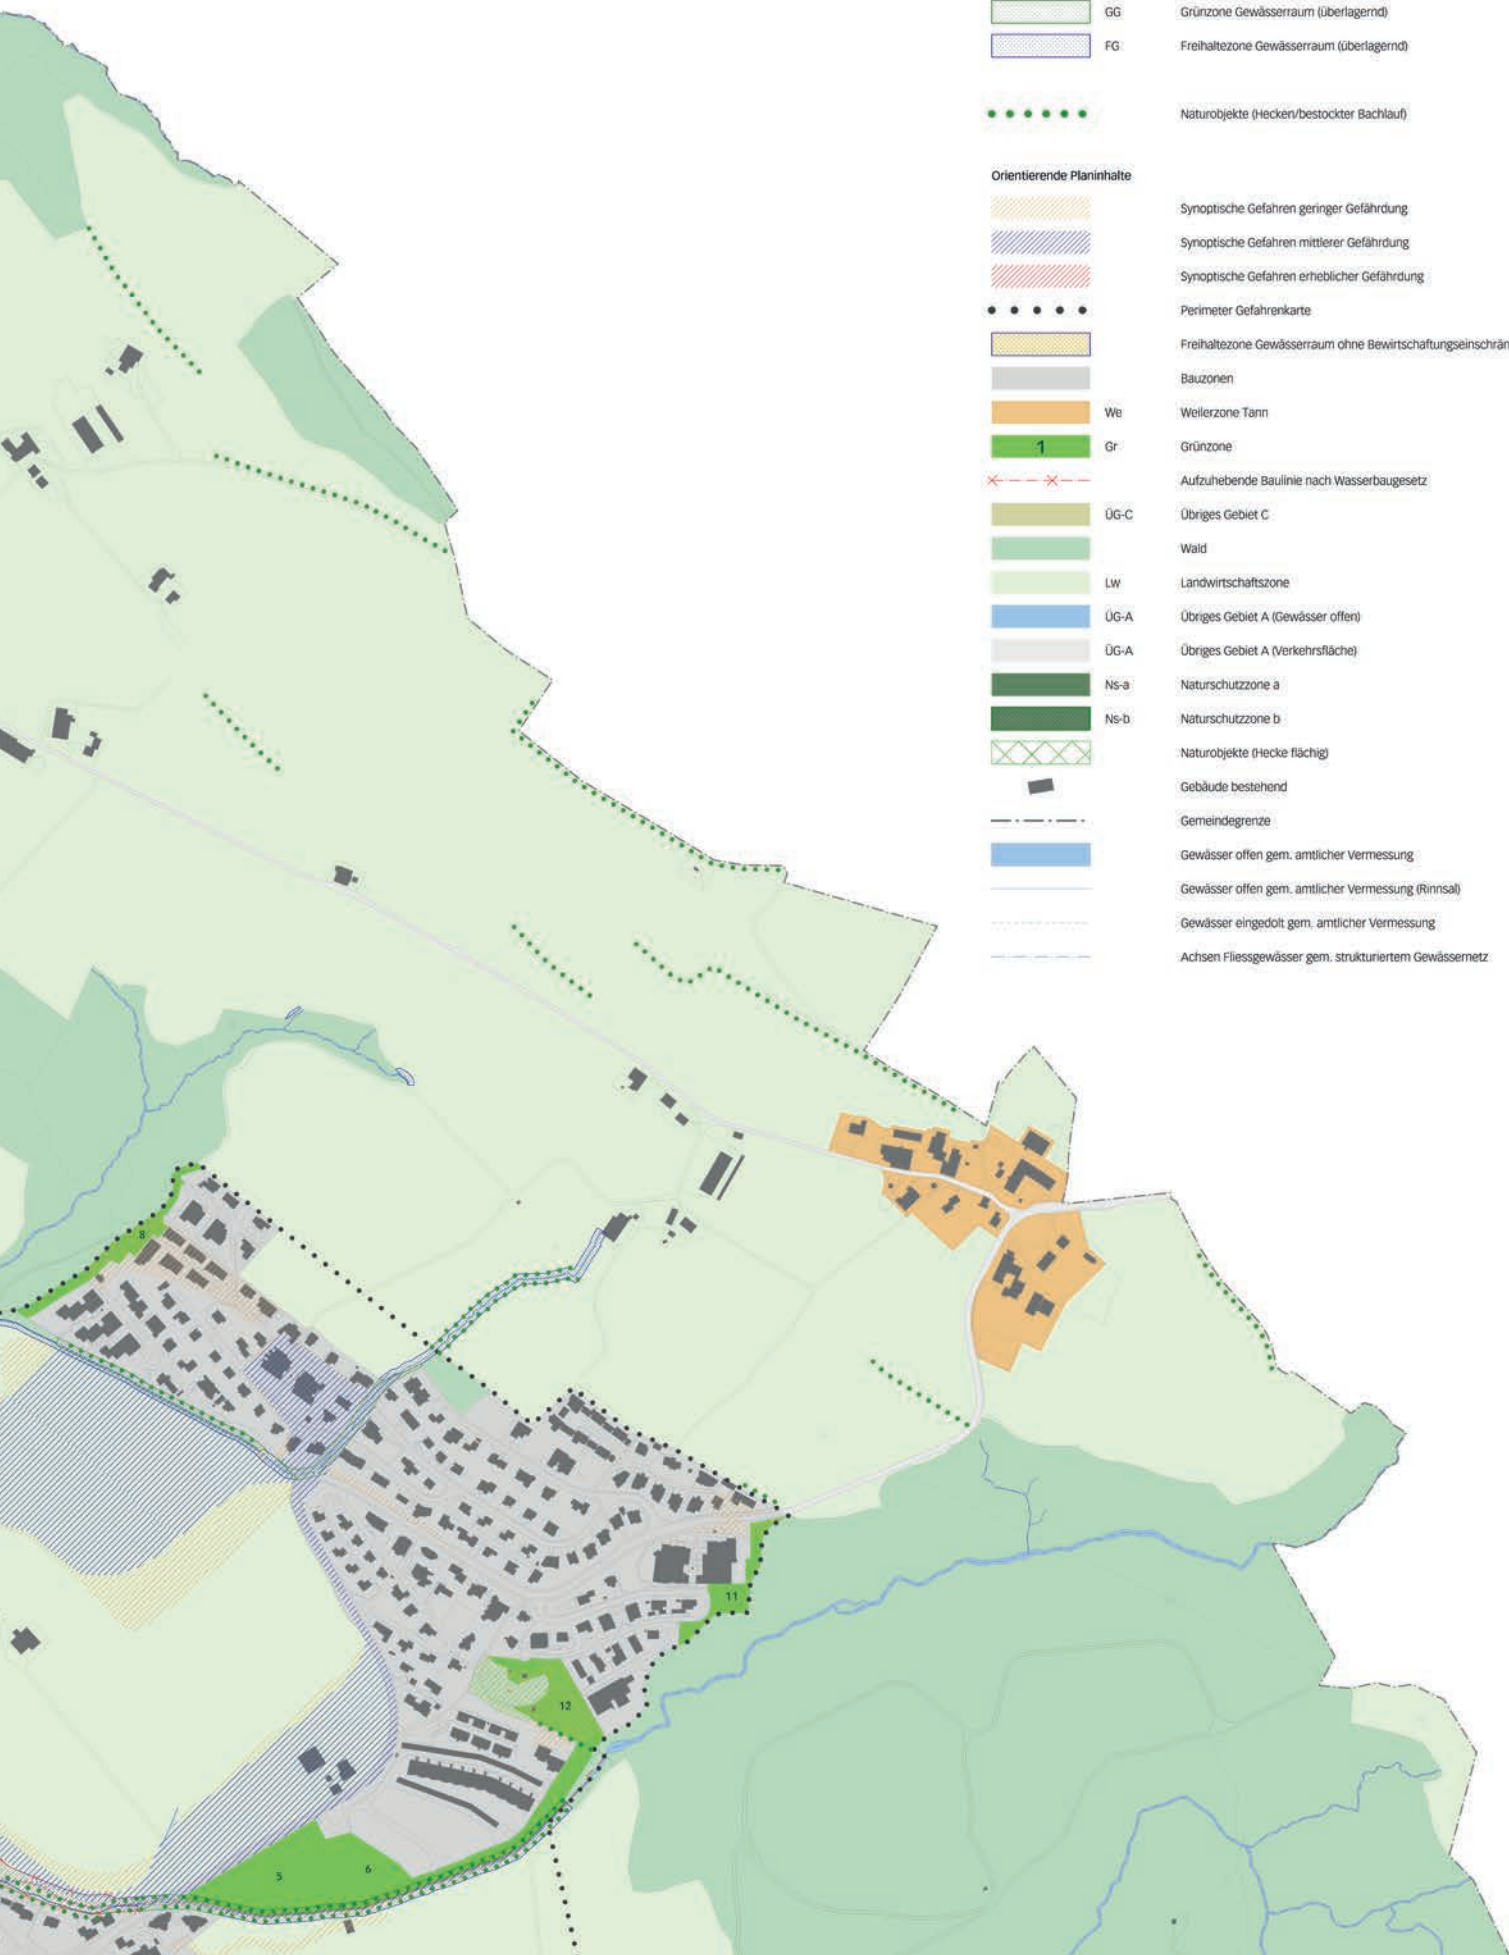 GG Grünzone Gewässerraum (überlagernd)
FG Freihaltezone Gewässerraum (überlagernd)
Naturobjekte (Hecken/bestockter Bachlauf)
Orientierende Planinhalte
Synoptische Gefahren geringer Gefährdung
Synoptische Gefahren mittlerer Gefährdung
Synoptische Gefahren erheblicher Gefährdung
Perimeter Gefahrenkarte
Freihaltezone Gewässerraum ohne Bewirtschaftungseinschrän
Bauzonen
We Weilerzone Tann
1 Gr Grünzone
Aufzuhebende Baulinie nach Wasserbaugesetz
ÜG-C Übriges Gebiet C
Wald
Lw Landwirtschaftszone
ÜG-A Übriges Gebiet A (Gewässer offen)
ÜG-A Übriges Gebiet A (Verkehrsfläche)
Ns-a Naturschutzzone a
Ns-b Naturschutzzone b
Naturobjekte (Hecke flächig)
Gebäude bestehend
Gemeindegrenze
Gewässer offen gem. amtlicher Vermessung
Gewässer offen gem. amtlicher Vermessung (Rinnsal)
Gewässer eingedolt gem. amtlicher Vermessung
Achsen Fliessgewässer gem. strukturiertem Gewässernetz
8
11
12
5
6